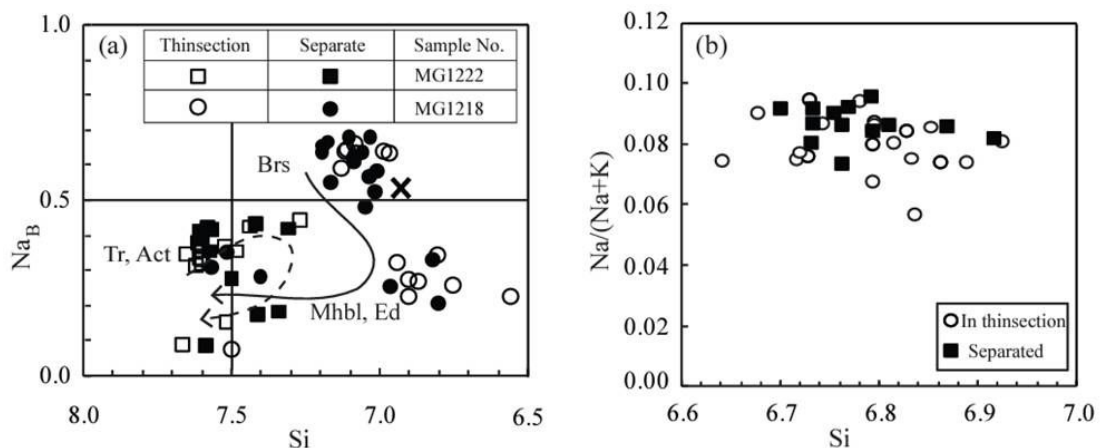 (a)
Thinsection Separate Sample No.
MG1222
MG1218
1.0
0.5
0.0
NaB
Brs
Tr, Act
Mhbl, Ed
8.0 7.5 7.0 6.5
Si
(b)
0.12
0.10
0.08
0.06
0.04
0.02
0.00
Na/(Na+K)
In thinsection
Separated
6.6 6.7 6.8 6.9 7.0
Si